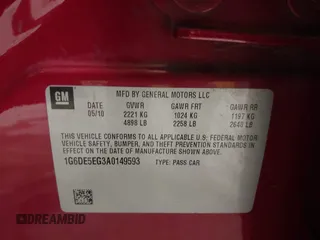 GM
MFD BY GENERAL MOTORS LLC
DATE GVWR GAWR FRT GAWR RR
05/10 2221 KG 1024 KG 1197 KG
4898 LB 2258 LB 2640 LB
THIS VEHICLE CONFORMS TO ALL APPLICABLE U.S. FEDERAL MOTOR
VEHICLE SAFETY, BUMPER, AND THEFT PREVENTION STANDARDS
IN EFFECT ON THE DATE OF MANUFACTURE SHOWN ABOVE.
1G6DE5EG3A0149593 TYPE: PASS CAR
DREAMBID